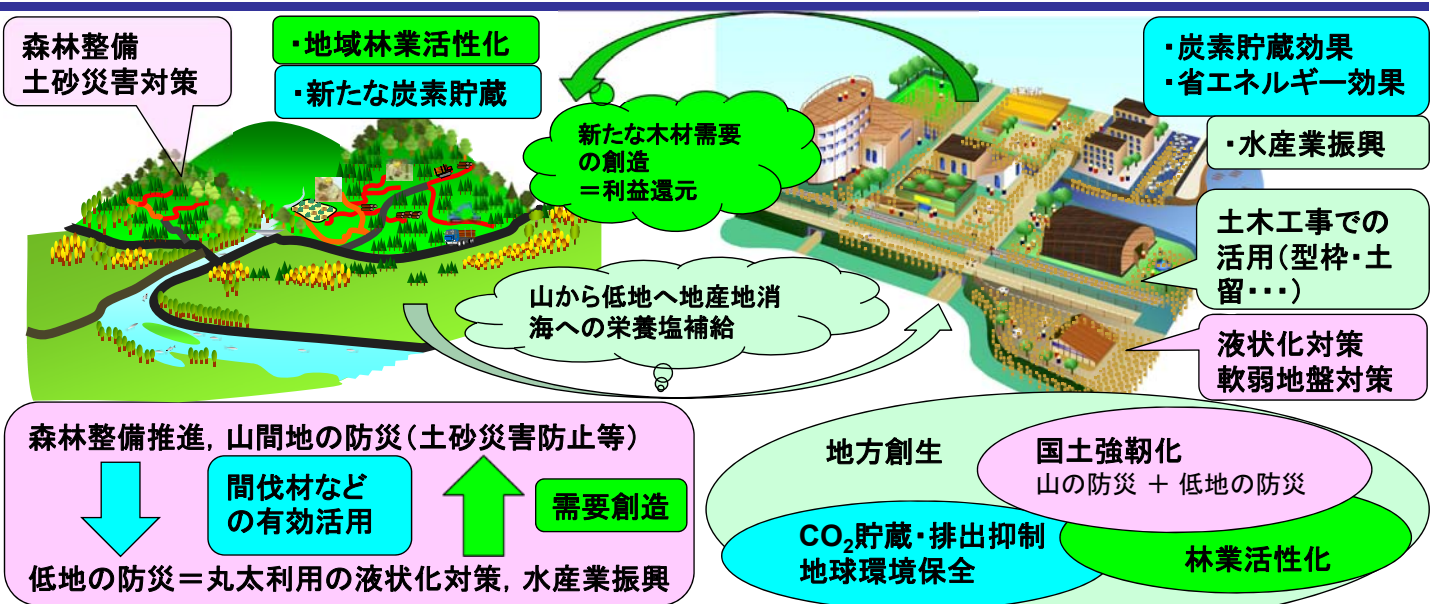 森林整備
土砂災害対策
・地域林業活性化
・新たな炭素貯蔵
新たな木材需要
の創造
＝利益還元
・炭素貯蔵効果
・省エネルギー効果
・水産業振興
土木工事での
活用（型枠・土
留・・・）
液状化対策
軟弱地盤対策
山から低地へ地産地消
海への栄養塩補給
森林整備推進，山間地の防災（土砂災害防止等）
間伐材など
の有効活用
需要創造
低地の防災＝丸太利用の液状化対策，水産業振興
地方創生
国土強靭化
山の防災 ＋ 低地の防災
CO₂貯蔵・排出抑制
地球環境保全
林業活性化